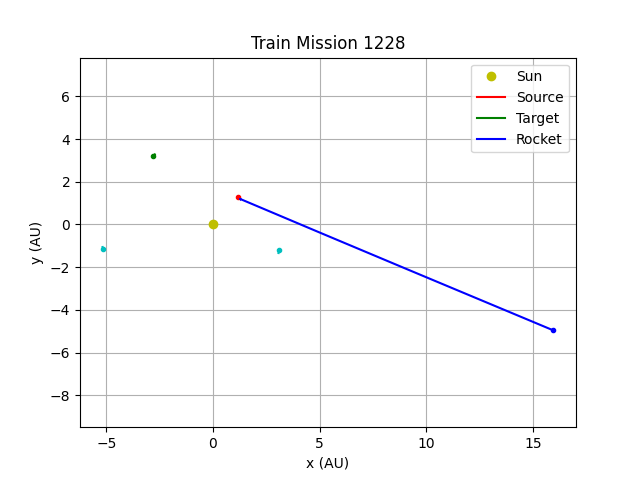 Train Mission 1228
Sun
Source
Target
Rocket
y (AU)
6
4
2
0
−2
−4
−6
−8
−5
0
5
10
15
x (AU)